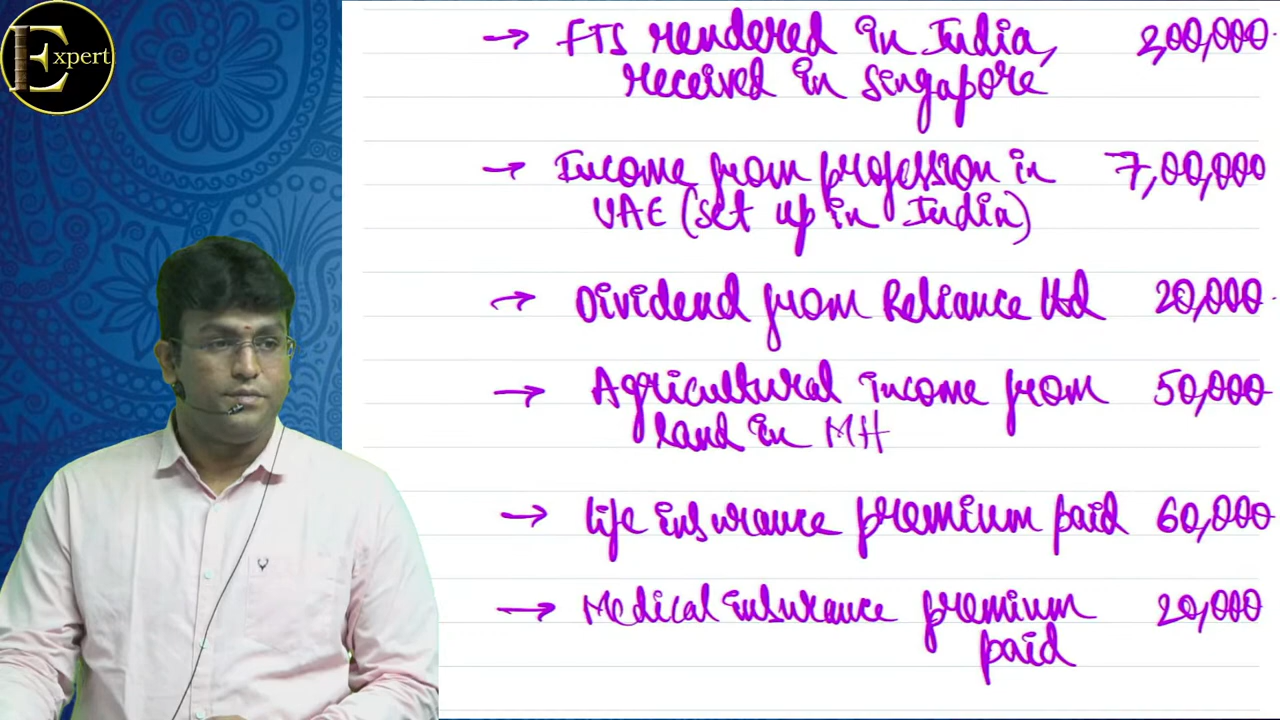 Expert
→ FTS rendered in India, 200,000
received in Singapore
→ Income from profession in 7,00,000
UAE (set up in India)
→ Dividend from Reliance Ltd 20,000
→ Agricultural income from 50,000
land in MH
→ Life insurance premium paid 60,000
→ Medical insurance premium 20,000
paid